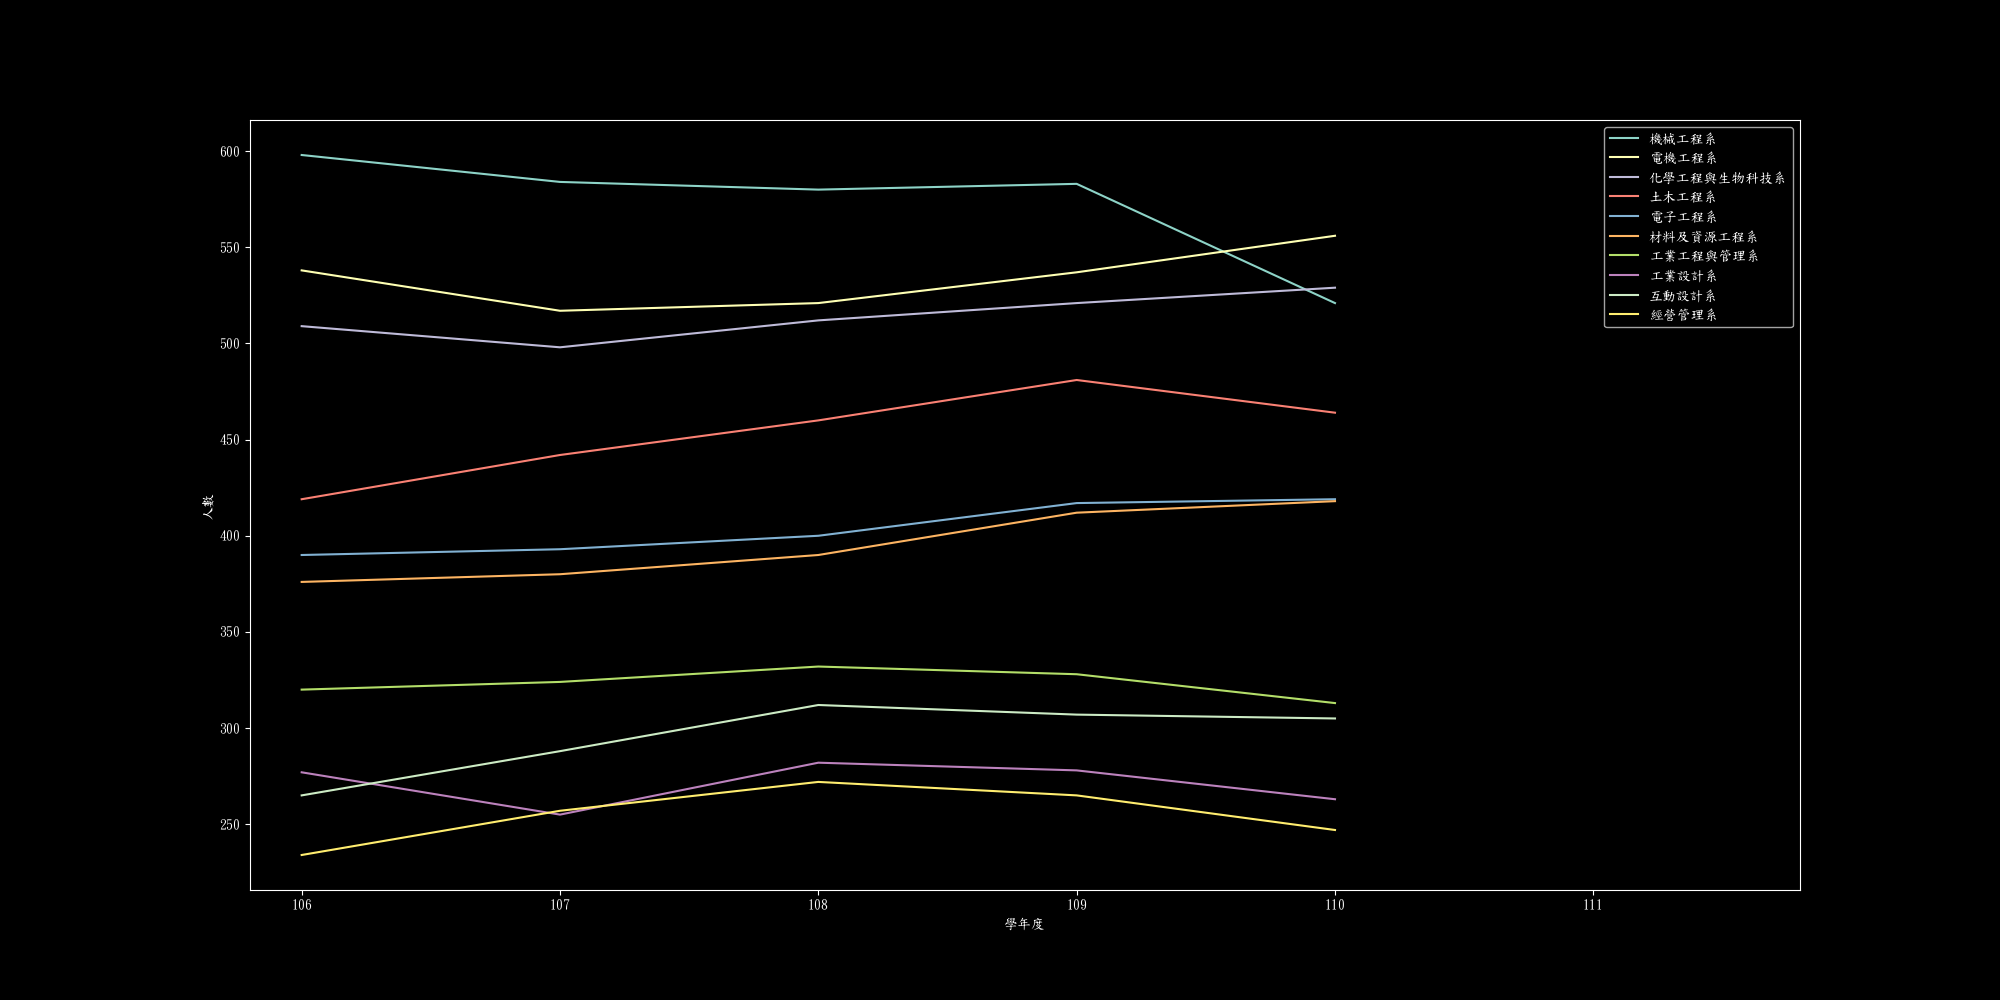 600
550
500
450
400
350
300
250
人數
106 107 108 109 110 111
學年度
機械工程系
電機工程系
化學工程與生物科技系
土木工程系
電子工程系
材料及資源工程系
工業工程與管理系
工業設計系
互動設計系
經營管理系